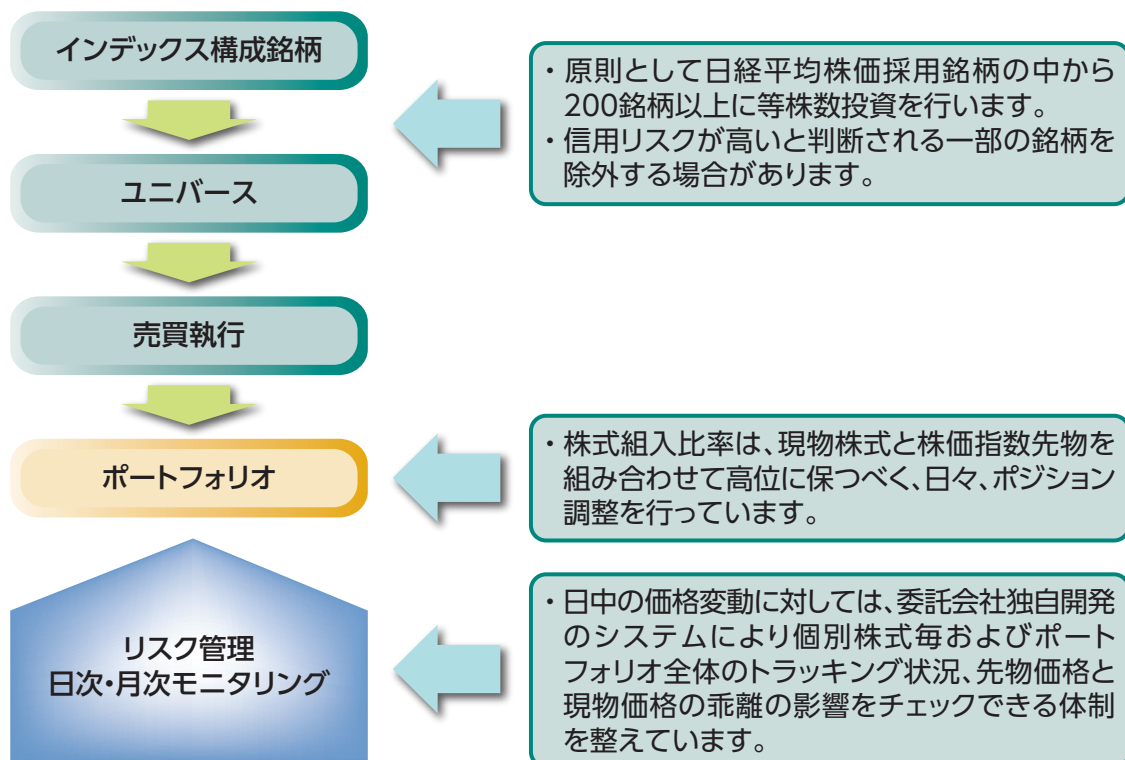 インデックス構成銘柄
・原則として日経平均株価採用銘柄の中から
200銘柄以上に等株数投資を行います。
・信用リスクが高いと判断される一部の銘柄を
除外する場合があります。
ユニバース
売買執行
ポートフォリオ
・株式組入比率は、現物株式と株価指数先物を
組み合わせて高位に保つべく、日々、ポジション
調整を行っています。
リスク管理
日次・月次モニタリング
・日中の価格変動に対しては、委託会社独自開発
のシステムにより個別株式毎およびポート
フォリオ全体のトラッキング状況、先物価格と
現物価格の乖離の影響をチェックできる体制
を整えています。